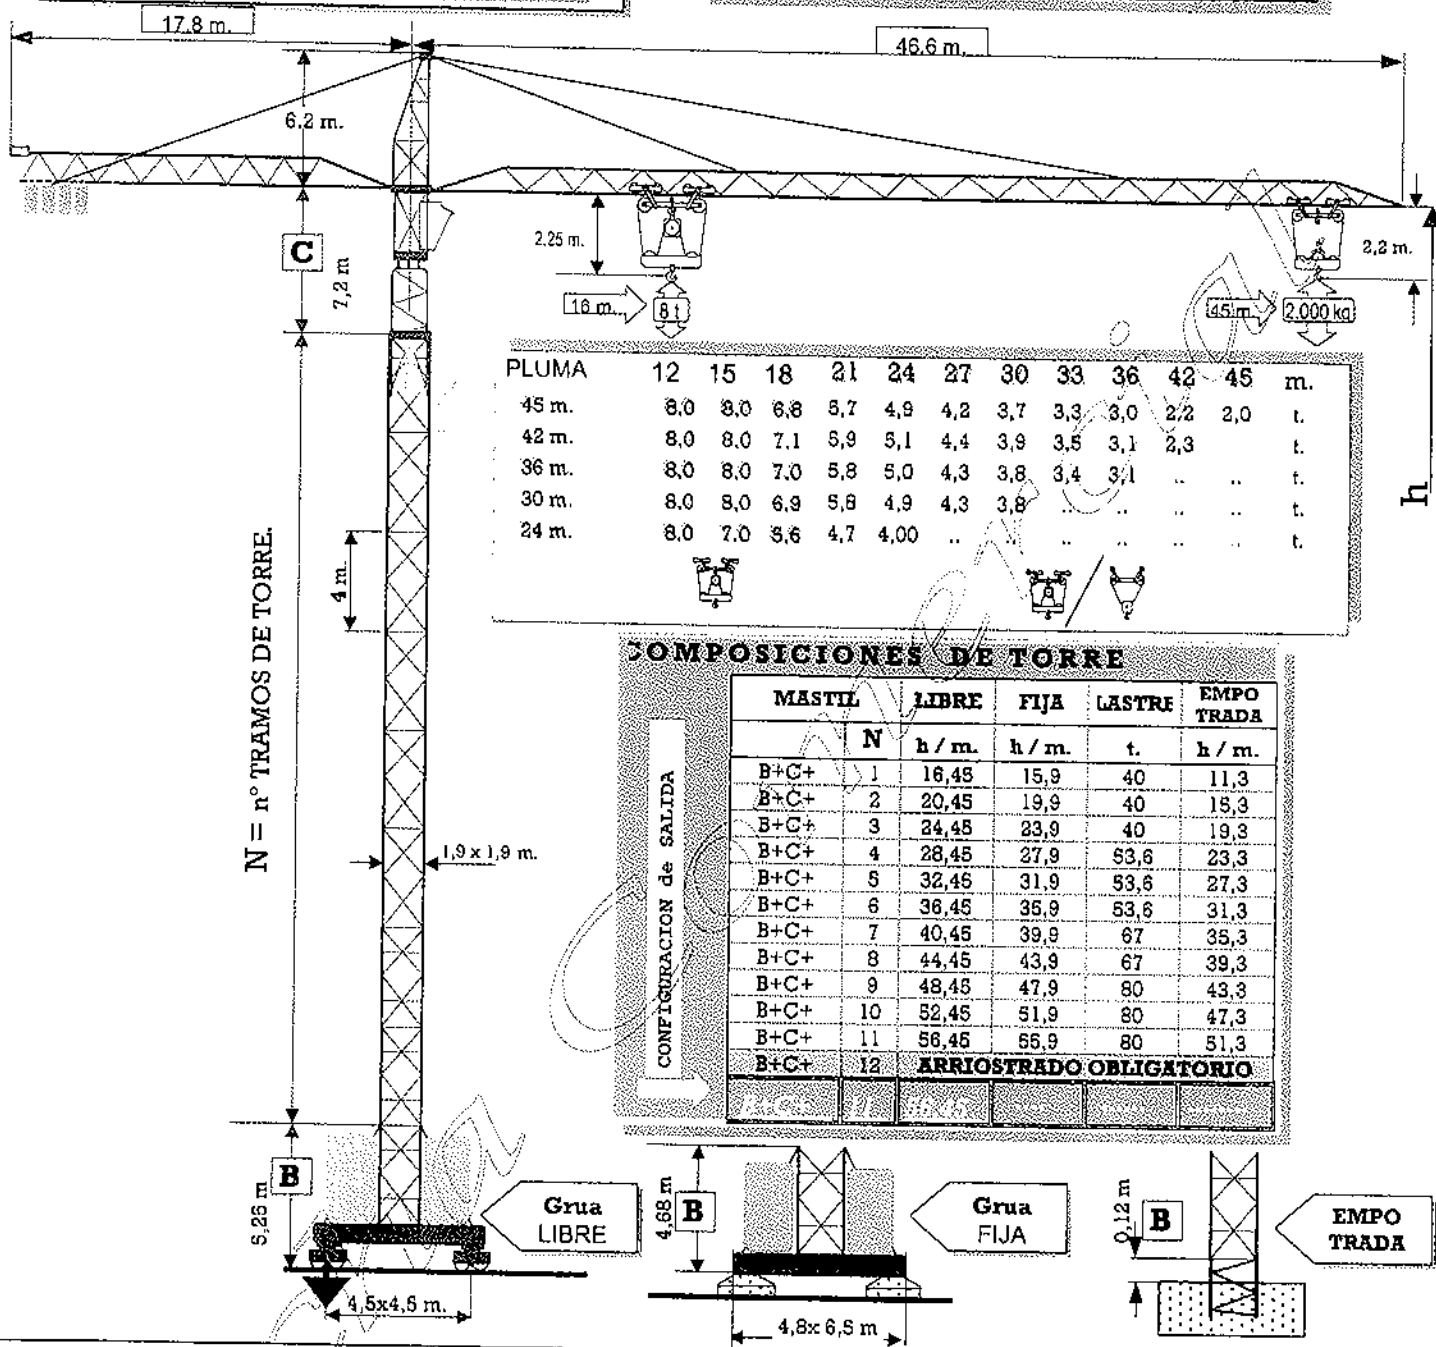 17.8 m.
46.6 m.
6.2 m.
C
7,2 m
2,25 m.
2,2 m.
16 m.
8 t
45 m
2.000 kg
h
PLUMA 12 15 18 21 24 27 30 33 36 42 45 m.
45 m. 8,0 8,0 6,8 5,7 4,9 4,2 3,7 3,3 3,0 2,2 2,0 t.
42 m. 8,0 8,0 7,1 5,9 5,1 4,4 3,9 3,5 3,1 2,3 t.
36 m. 8,0 8,0 7,0 5,8 5,0 4,3 3,8 3,4 3,1 .. .. t.
30 m. 8,0 8,0 6,9 5,8 4,9 4,3 3,8 .. .. .. .. t.
24 m. 8,0 7.0 5,6 4,7 4,00 .. .. .. .. .. .. t.
4 m.
N = nº TRAMOS DE TORRE.
1,9 x 1,9 m.
COMPOSICIONES DE TORRE
CONFIGURACION de SALIDA
MASTIL LIBRE FIJA LASTRE EMPO
TRADA
N h / m. h / m. t. h / m.
B+C+ 1 16,45 15,9 40 11,3
B+C+ 2 20,45 19,9 40 15,3
B+C+ 3 24,45 23,9 40 19,3
B+C+ 4 28,45 27,9 53,6 23,3
B+C+ 5 32,45 31,9 53,6 27,3
B+C+ 6 36,45 35,9 53,6 31,3
B+C+ 7 40,45 39,9 67 35,3
B+C+ 8 44,45 43,9 67 39,3
B+C+ 9 48,45 47,9 80 43,3
B+C+ 10 52,45 51,9 80 47,3
B+C+ 11 56,45 55,9 80 51,3
B+C+ 12 ARRIOSTRADO OBLIGATORIO
B+C+ 11
B
5,25 m
Grua
LIBRE
4,5x4,5 m.
4,68 m
B
Grua
FIJA
4,8x 6,5 m
0,12 m
B
EMPO
TRADA